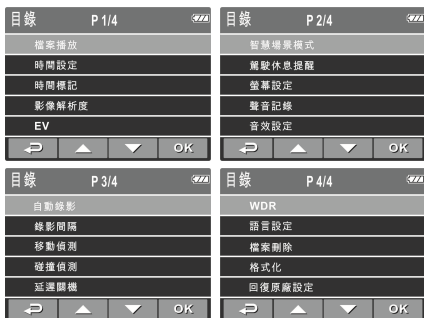 目錄 P 1/4
檔案播放
時間設定
時間標記
影像解析度
EV
OK
目錄 P 2/4
智慧場景模式
駕駛休息提醒
螢幕設定
聲音記錄
音效設定
OK
目錄 P 3/4
自動錄影
錄影間隔
移動偵測
碰撞偵測
延遲關機
OK
目錄 P 4/4
WDR
語言設定
檔案刪除
格式化
回復原廠設定
OK